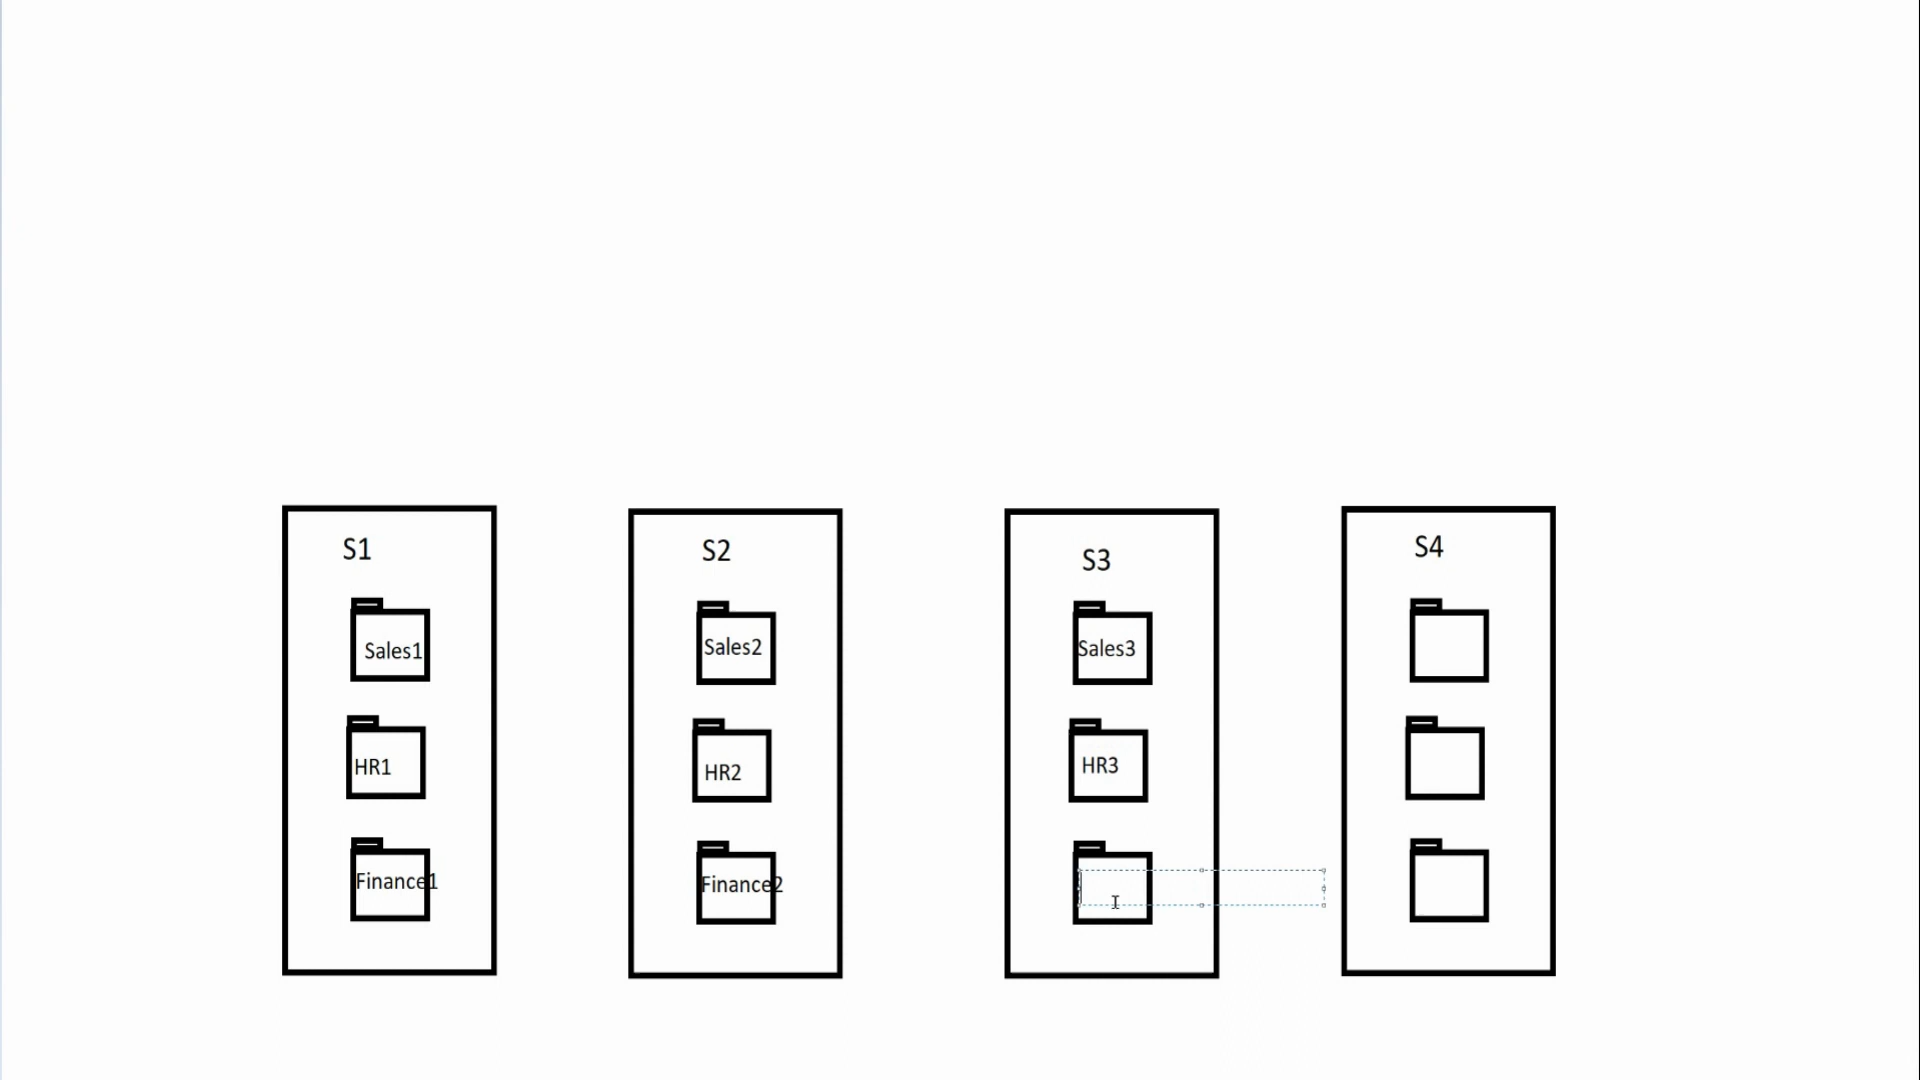 S1
Sales1
HR1
Finance1
S2
Sales2
HR2
Finance2
S3
Sales3
HR3
S4